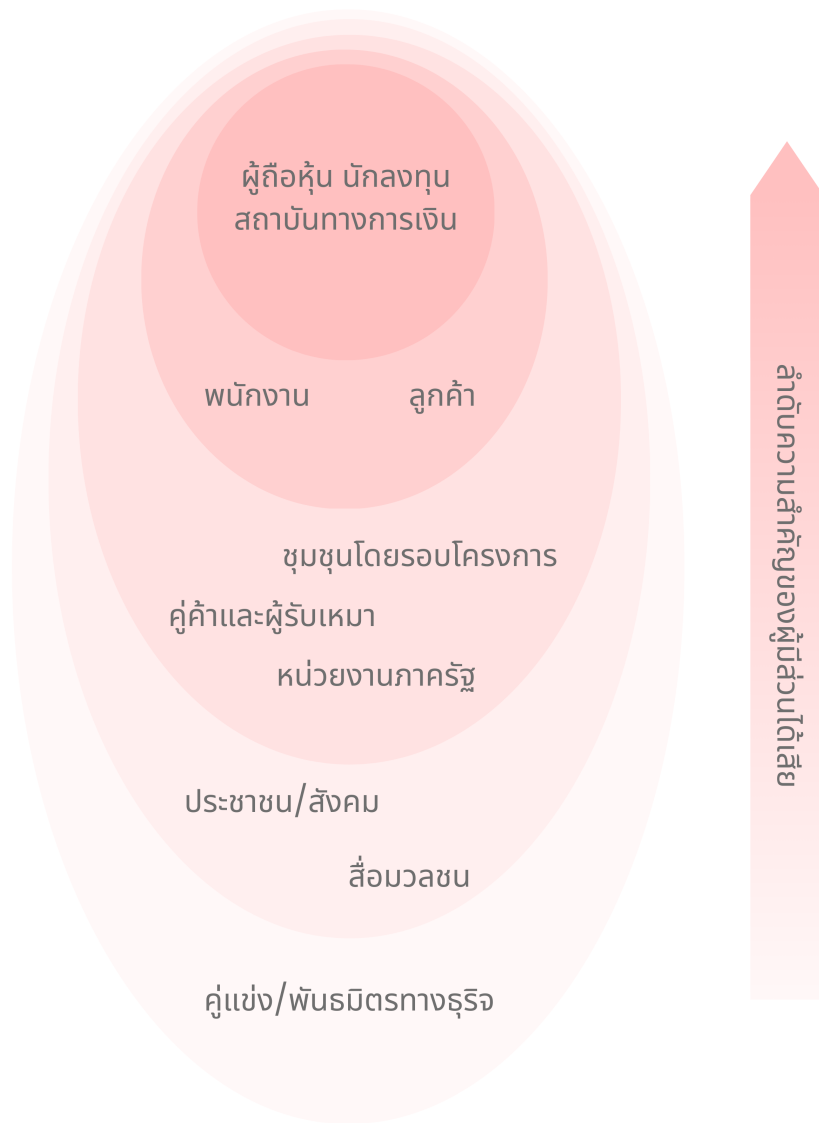 ผู้ถือหุ้น นักลงทุน
สถาบันทางการเงิน
พนักงาน
ลูกค้า
ชุมชุนโดยรอบโครงการ
คู่ค้าและผู้รับเหมา
หน่วยงานภาครัฐ
ประชาชน/สังคม
สื่อมวลชน
คู่แข่ง/พันธมิตรทางธุริจ
ลำดับความสำคัญของผู้มีส่วนได้เสีย